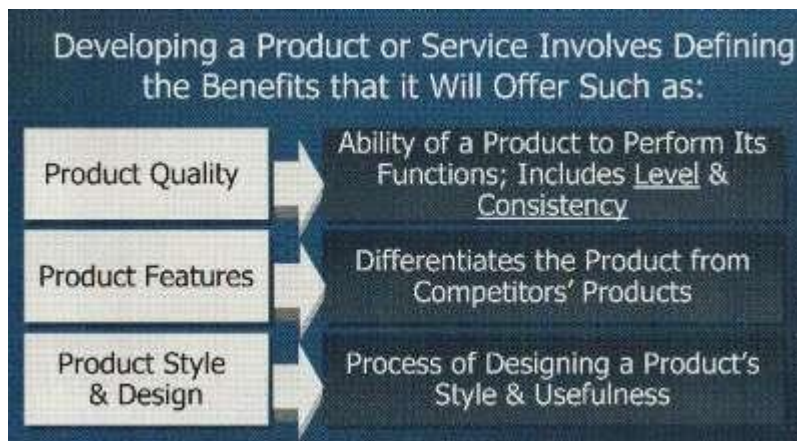 Developing a Product or Service Involves Defining
the Benefits that it Will Offer Such as:
Product Quality
Ability of a Product to Perform Its
Functions; Includes Level &
Consistency
Product Features
Differentiates the Product from
Competitors' Products
Product Style
& Design
Process of Designing a Product's
Style & Usefulness